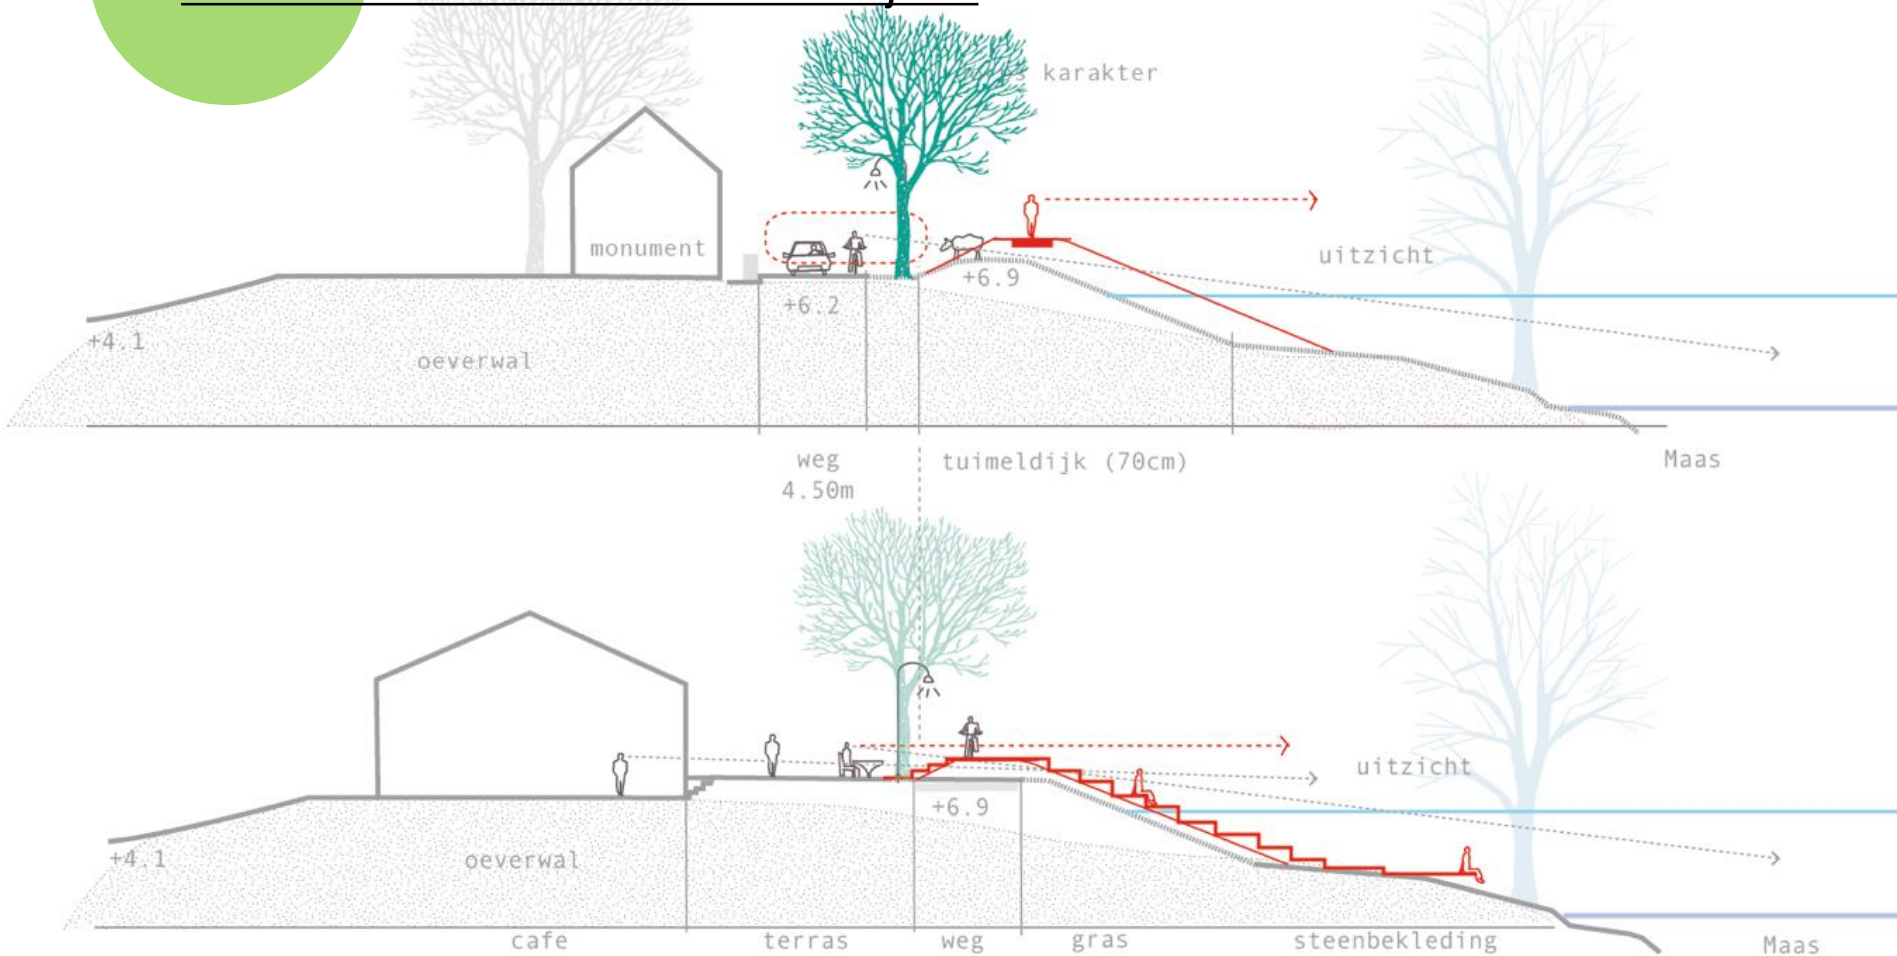 karakter
monument
uitzicht
+6.9
+6.2
+4.1
oeverwal
weg
4.50m
tuimeldijk (70cm)
Maas
uitzicht
+6.9
+4.1
oeverwal
cafe
terras
weg
gras
steenbekleding
Maas